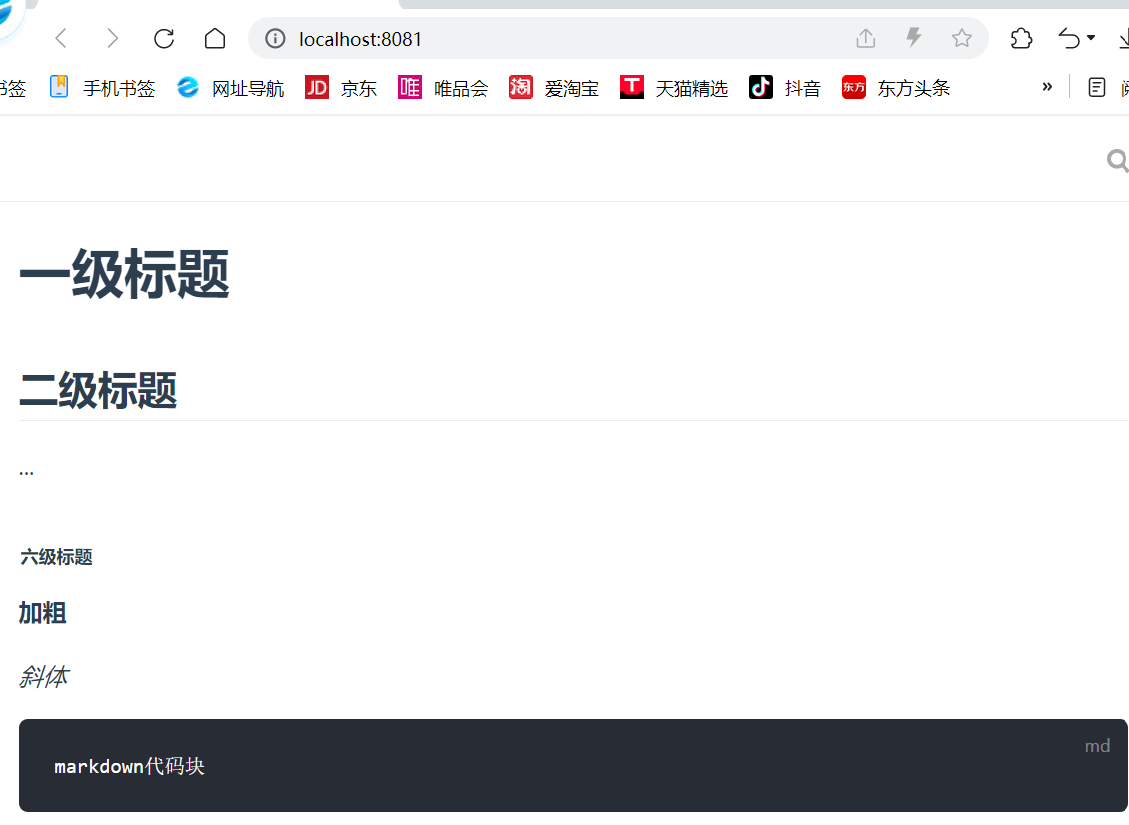 localhost:8081
书签 手机书签 网址导航 JD 京东 唯 唯品会 淘 爱淘宝 T 天猫精选 抖音 东方 东方头条 »
一级标题
二级标题
...
六级标题
加粗
斜体
md
markdown代码块